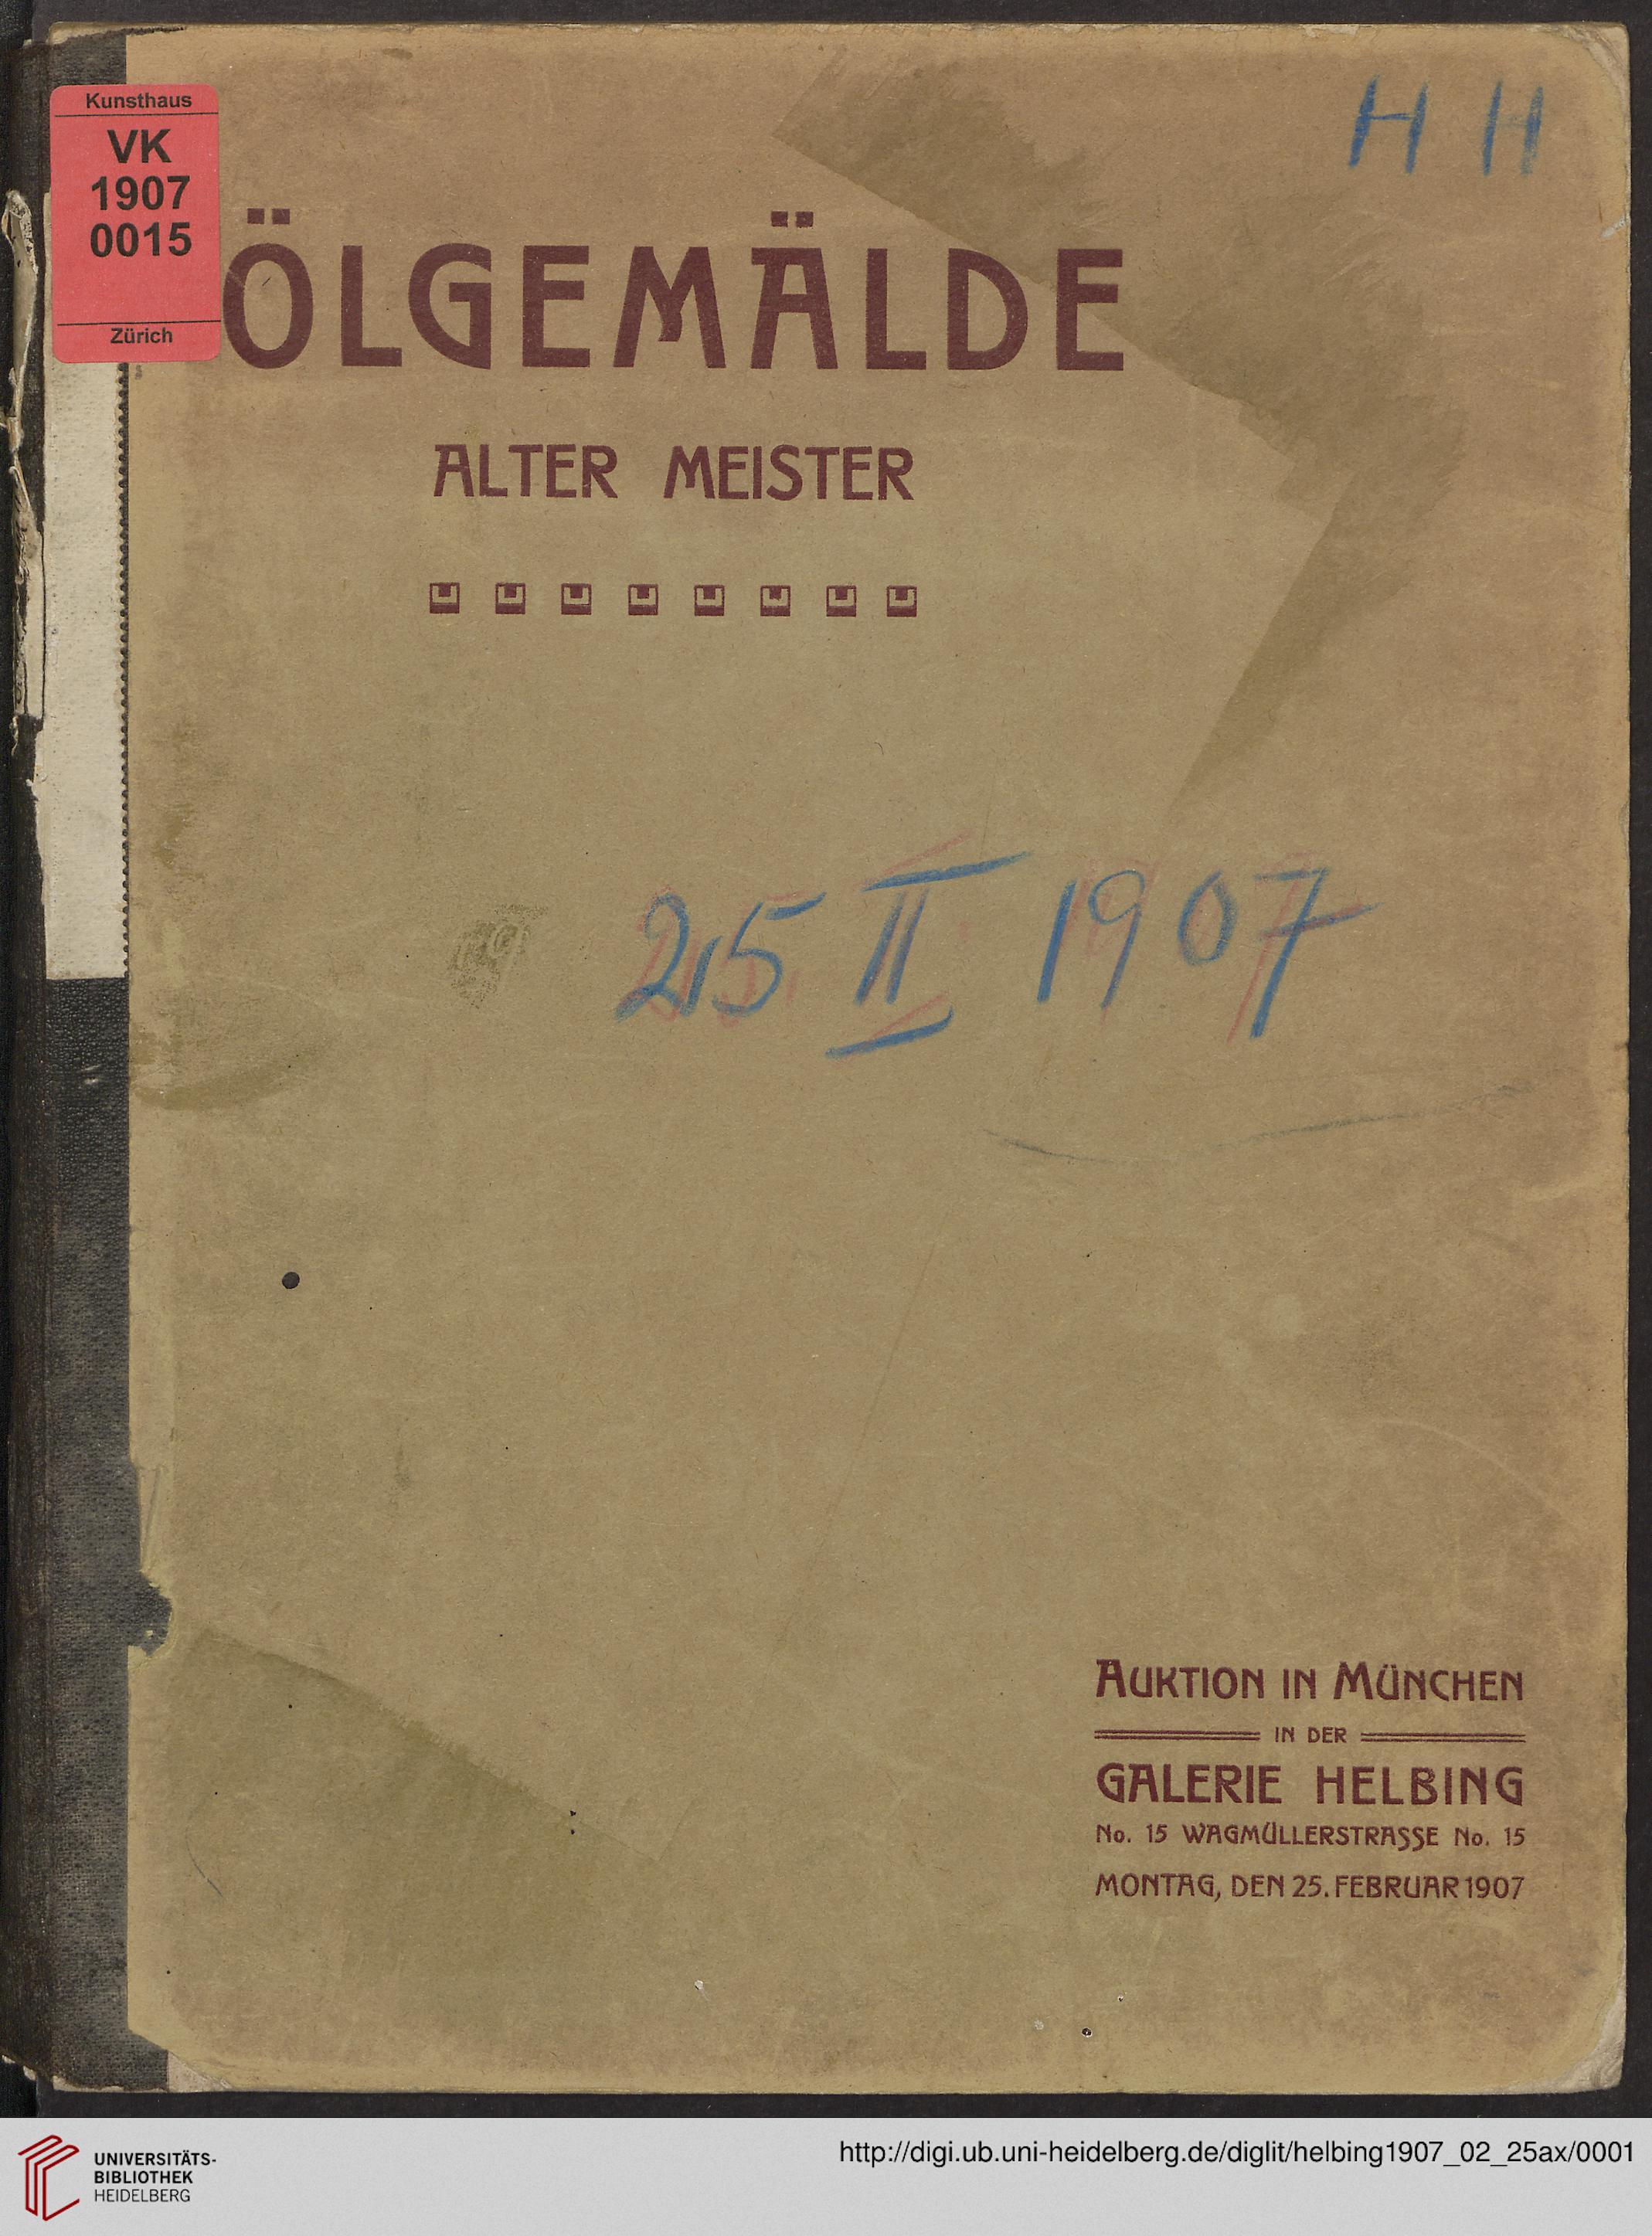 Kunsthaus
VK
1907
0015
Zürich
H H
ÖLGEMÄLDE
ALTER MEISTER
25 II 1907
AUKTION IN MÜNCHEN
IN DER
GALERIE HELBING
No. 15 WAGMÜLLERSTRASSE No. 15
MONTAG, DEN 25. FEBRUAR 1907
UNIVERSITÄTS-
BIBLIOTHEK
HEIDELBERG
http://digi.ub.uni-heidelberg.de/diglit/helbing1907_02_25ax/0001